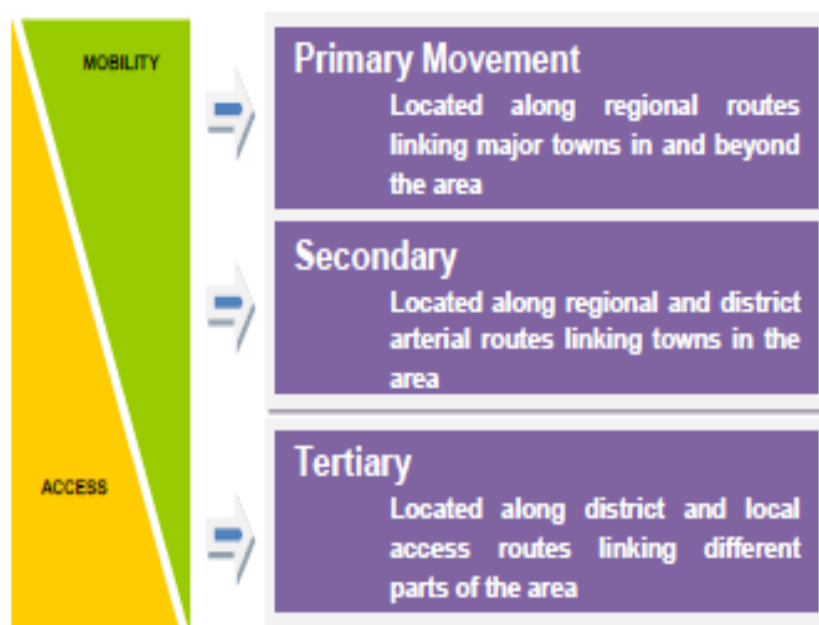 MOBILITY
ACCESS
Primary Movement
Located along regional routes
linking major towns in and beyond
the area
Secondary
Located along regional and district
arterial routes linking towns in the
area
Tertiary
Located along district and local
access routes linking different
parts of the area